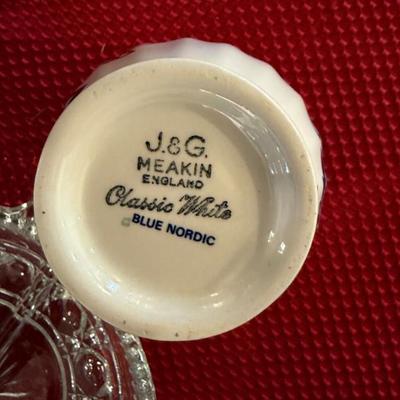 J.&G.
MEAKIN
ENGLAND
Classic White
BLUE NORDIC